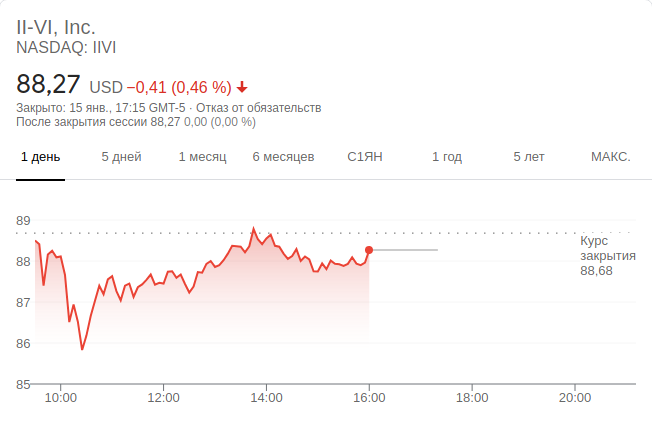 II-VI, Inc.
NASDAQ: IIVI
88,27 USD −0,41 (0,46 %)
Закрыто: 15 янв., 17:15 GMT-5 · Отказ от обязательств
После закрытия сессии 88,27 0,00 (0,00 %)
1 день 5 дней 1 месяц 6 месяцев С1ЯН 1 год 5 лет МАКС.
89
88
87
86
85
Курс
закрытия
88,68
10:00 12:00 14:00 16:00 18:00 20:00